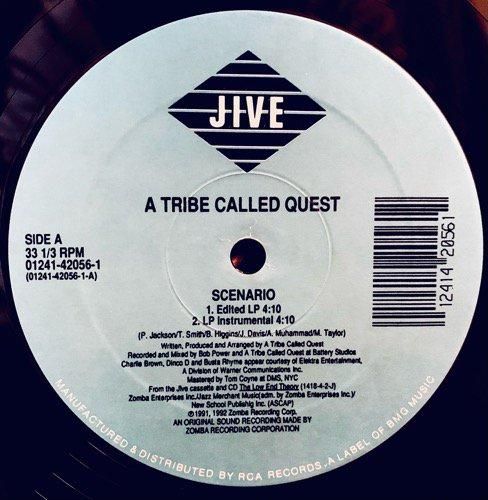 JIVE
A TRIBE CALLED QUEST
SIDE A
33 1/3 RPM
01241-42056-1
(01241-42056-1-A)
12414 20561
SCENARIO
1. Edited LP 4:10
2. LP Instrumental 4:10
(P. Jackson/T. Smith/B. Higgins/J. Davis/A. Muhammad/M. Taylor)
Written, Produced and Arranged by A Tribe Called Quest
Recorded and Mixed by Bob Power and A Tribe Called Quest at Battery Studios
Charlie Brown, Dinco D and Busta Rhyme appear courtesy of Elektra Entertainment,
A Division of Warner Communications Inc.
Mastered by Tom Coyne at DMS, NYC
From the Jive cassette and CD The Low End Theory (1418-4-2-J)
Zomba Enterprises Inc./Jazz Merchant Music(adm. by Zomba Enterprises Inc.)/
New School Publishig Inc. (ASCAP)
℗1991, 1992 Zomba Recording Corp.
AN ORIGINAL SOUND RECORDING MADE BY
ZOMBA RECORDING CORPORATION
MANUFACTURED & DISTRIBUTED BY RCA RECORDS, A LABEL OF BMG MUSIC